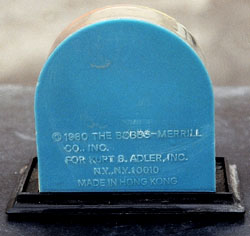 © 1980 THE BOBBS-MERRILL
CO., INC.
FOR KURT B. ADLER, INC.
N.Y., N.Y. 10010
MADE IN HONG KONG